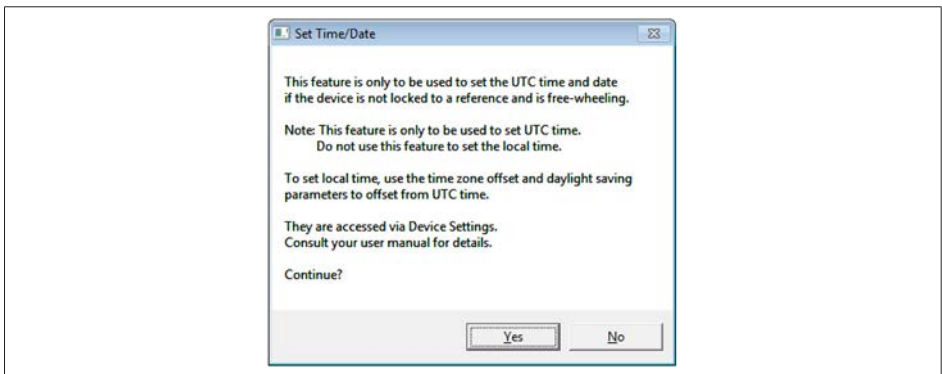 Set Time/Date
This feature is only to be used to set the UTC time and date
if the device is not locked to a reference and is free-wheeling.
Note: This feature is only to be used to set UTC time.
Do not use this feature to set the local time.
To set local time, use the time zone offset and daylight saving
parameters to offset from UTC time.
They are accessed via Device Settings.
Consult your user manual for details.
Continue?
Yes No